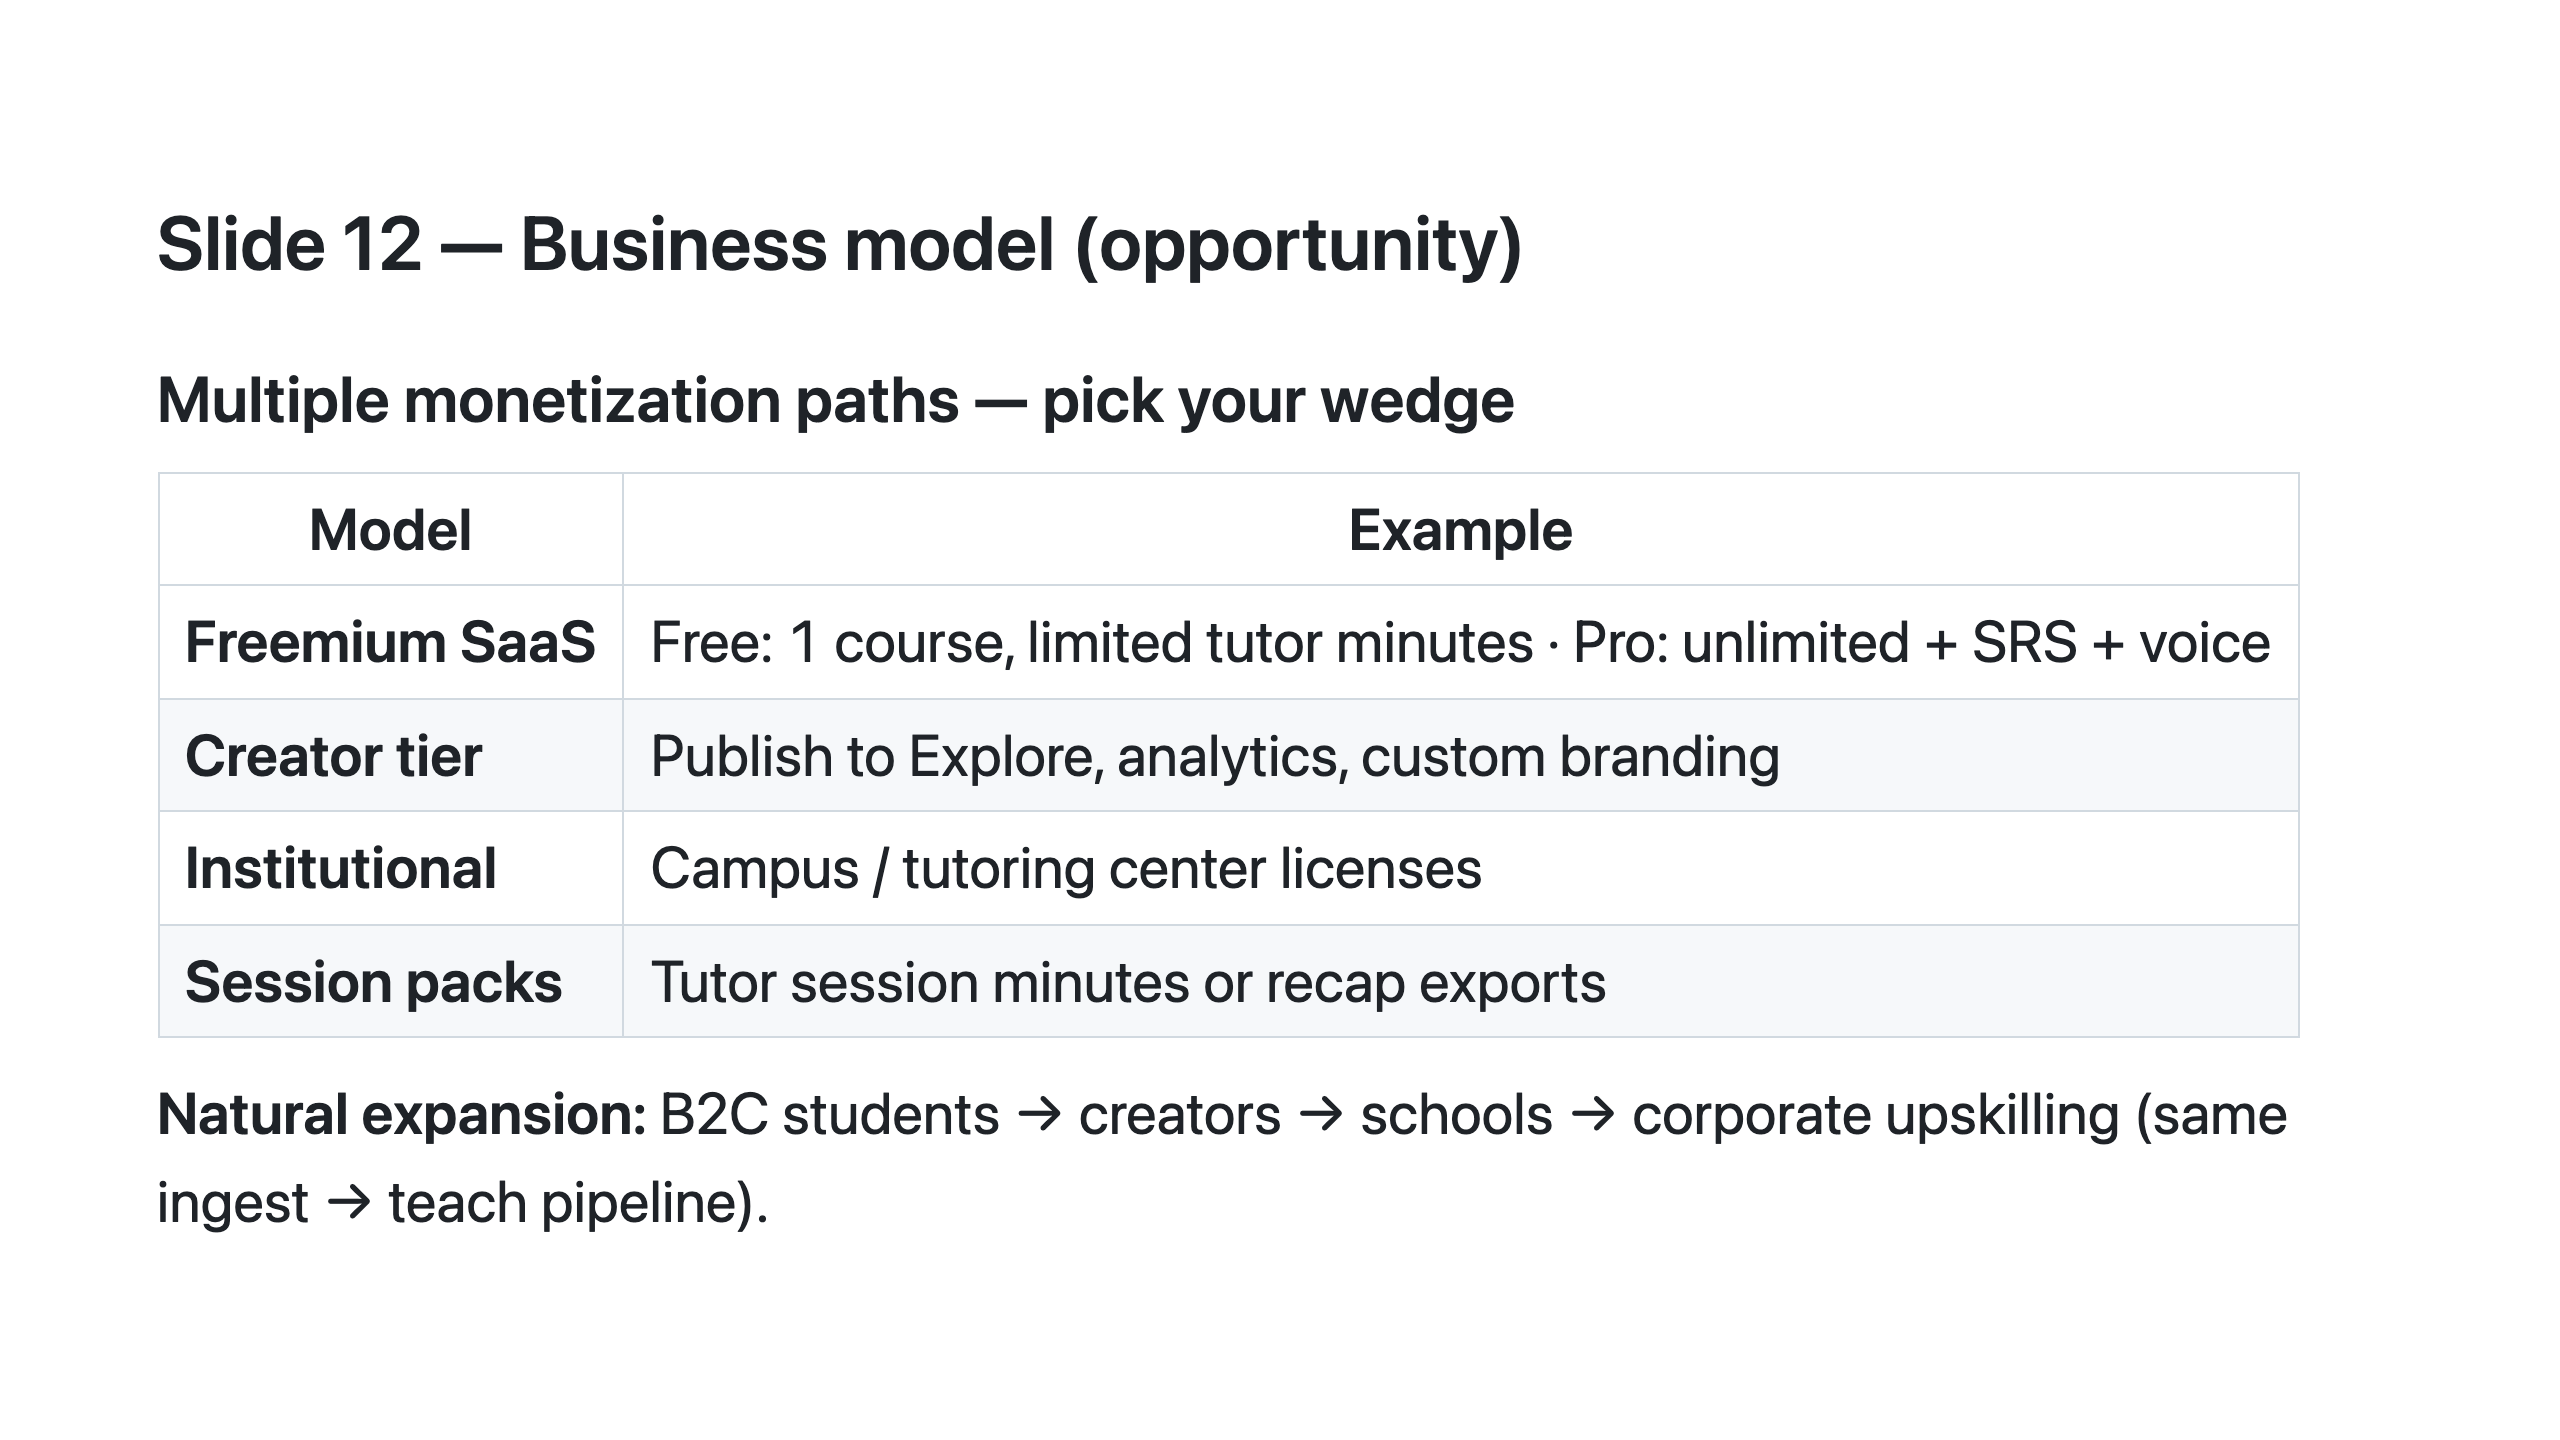 Slide 12 — Business model (opportunity)
Multiple monetization paths — pick your wedge
Model Example
Freemium SaaS Free: 1 course, limited tutor minutes · Pro: unlimited + SRS + voice
Creator tier Publish to Explore, analytics, custom branding
Institutional Campus / tutoring center licenses
Session packs Tutor session minutes or recap exports
Natural expansion: B2C students → creators → schools → corporate upskilling (same
ingest → teach pipeline).